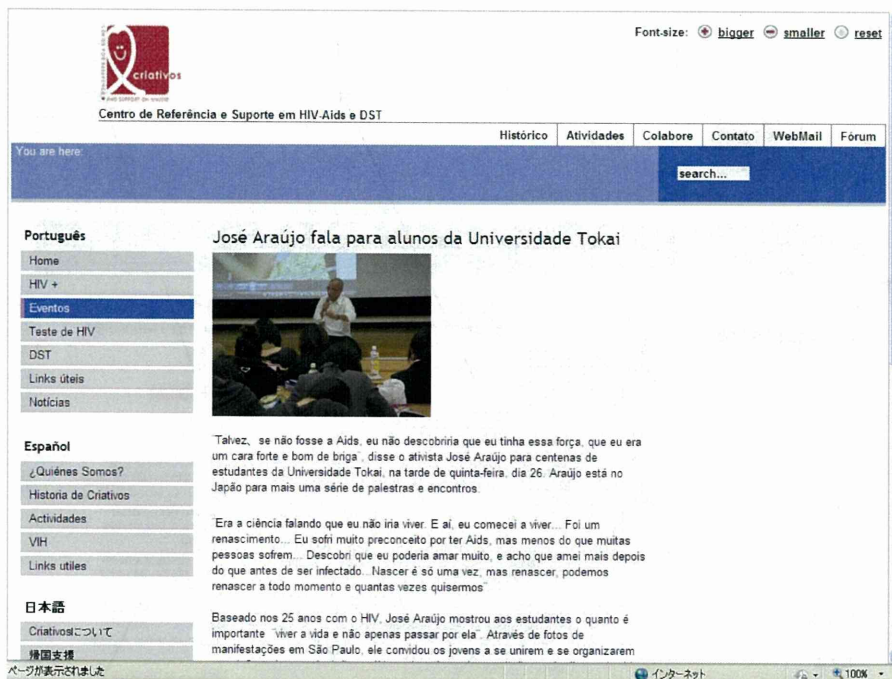 criativos
Font-size: bigger smaller reset
Centro de Referência e Suporte em HIV-Aids e DST
Histórico Atividades Colabore Contato WebMail Fórum
You are here:
search...
Português
Home
HIV +
Eventos
Teste de HIV
DST
Links úteis
Notícias
Español
¿Quiénes Somos?
Historia de Criativos
Actividades
VIH
Links utiles
日本語
Criativosについて
帰国支援
José Araújo fala para alunos da Universidade Tokai
¨Talvez、se não fosse a Aids, eu não descobriria que eu tinha essa força, que eu era
um cara forte e bom de briga¨, disse o ativista José Araújo para centenas de
estudantes da Universidade Tokai, na tarde de quinta-feira, dia 26. Araújo está no
Japão para mais uma série de palestras e encontros.
¨Era a ciência falando que eu não iria viver. E aí, eu comecei a viver... Foi um
renascimento... Eu sofri muito preconceito por ter Aids, mas menos do que muitas
pessoas sofrem... Descobri que eu poderia amar muito, e acho que amei mais depois
do que antes de ser infectado...Nascer é só uma vez, mas renascer, podemos
renascer a todo momento e quantas vezes quisermos¨
Baseado nos 25 anos com o HIV, José Araújo mostrou aos estudantes o quanto é
importante ¨viver a vida e não apenas passar por ela¨. Através de fotos de
manifestações em São Paulo, ele convidou os jovens a se unirem e se organizarem
ページが表示されました
インターネット
100%